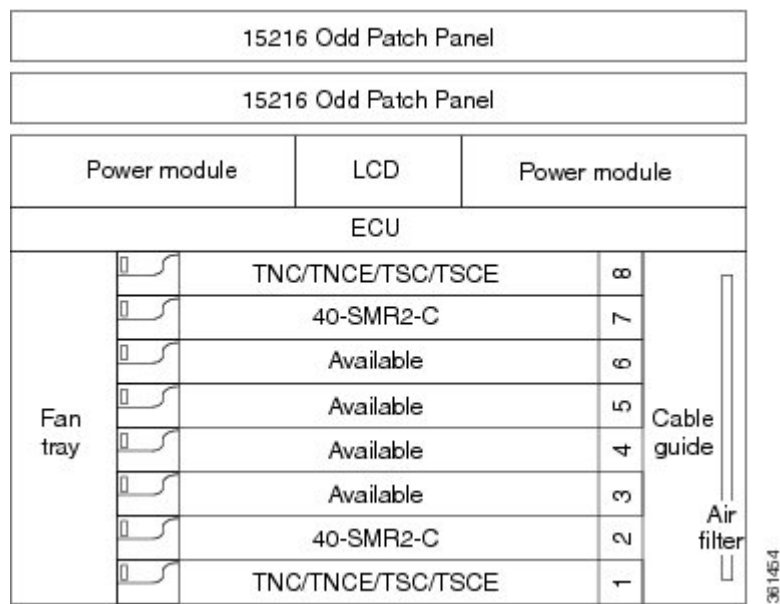 15216 Odd Patch Panel
15216 Odd Patch Panel
Power module
LCD
Power module
ECU
TNC/TNCE/TSC/TSCE 8
40-SMR2-C 7
Available 6
Available 5
Available 4
Available 3
40-SMR2-C 2
TNC/TNCE/TSC/TSCE 1
Fan
tray
Cable
guide
Air
filter
361454